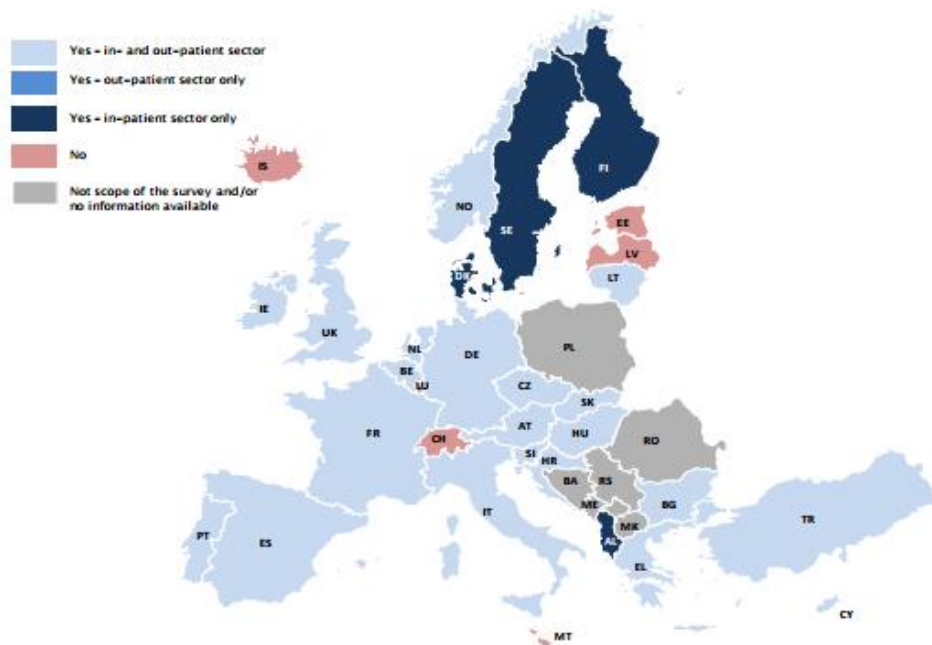 Yes – in- and out-patient sector
Yes – out-patient sector only
Yes – in-patient sector only
No
Not scope of the survey and/or
no information available
IS
FI
NO
SE
EE
LV
LT
DK
IE
UK
NL
BE
LU
DE
PL
CZ
SK
AT
HU
FR
CH
SI
HR
RO
BA
RS
ME
MK
BG
AL
IT
PT
ES
EL
TR
CY
MT